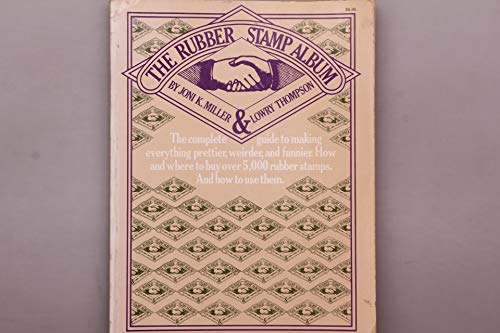 THE RUBBER STAMP ALBUM
BY JONI K. MILLER
& LOWRY THOMPSON
The complete guide to making
everything prettier, weirder, and funnier. How
and where to buy over 5,000 rubber stamps.
And how to use them.